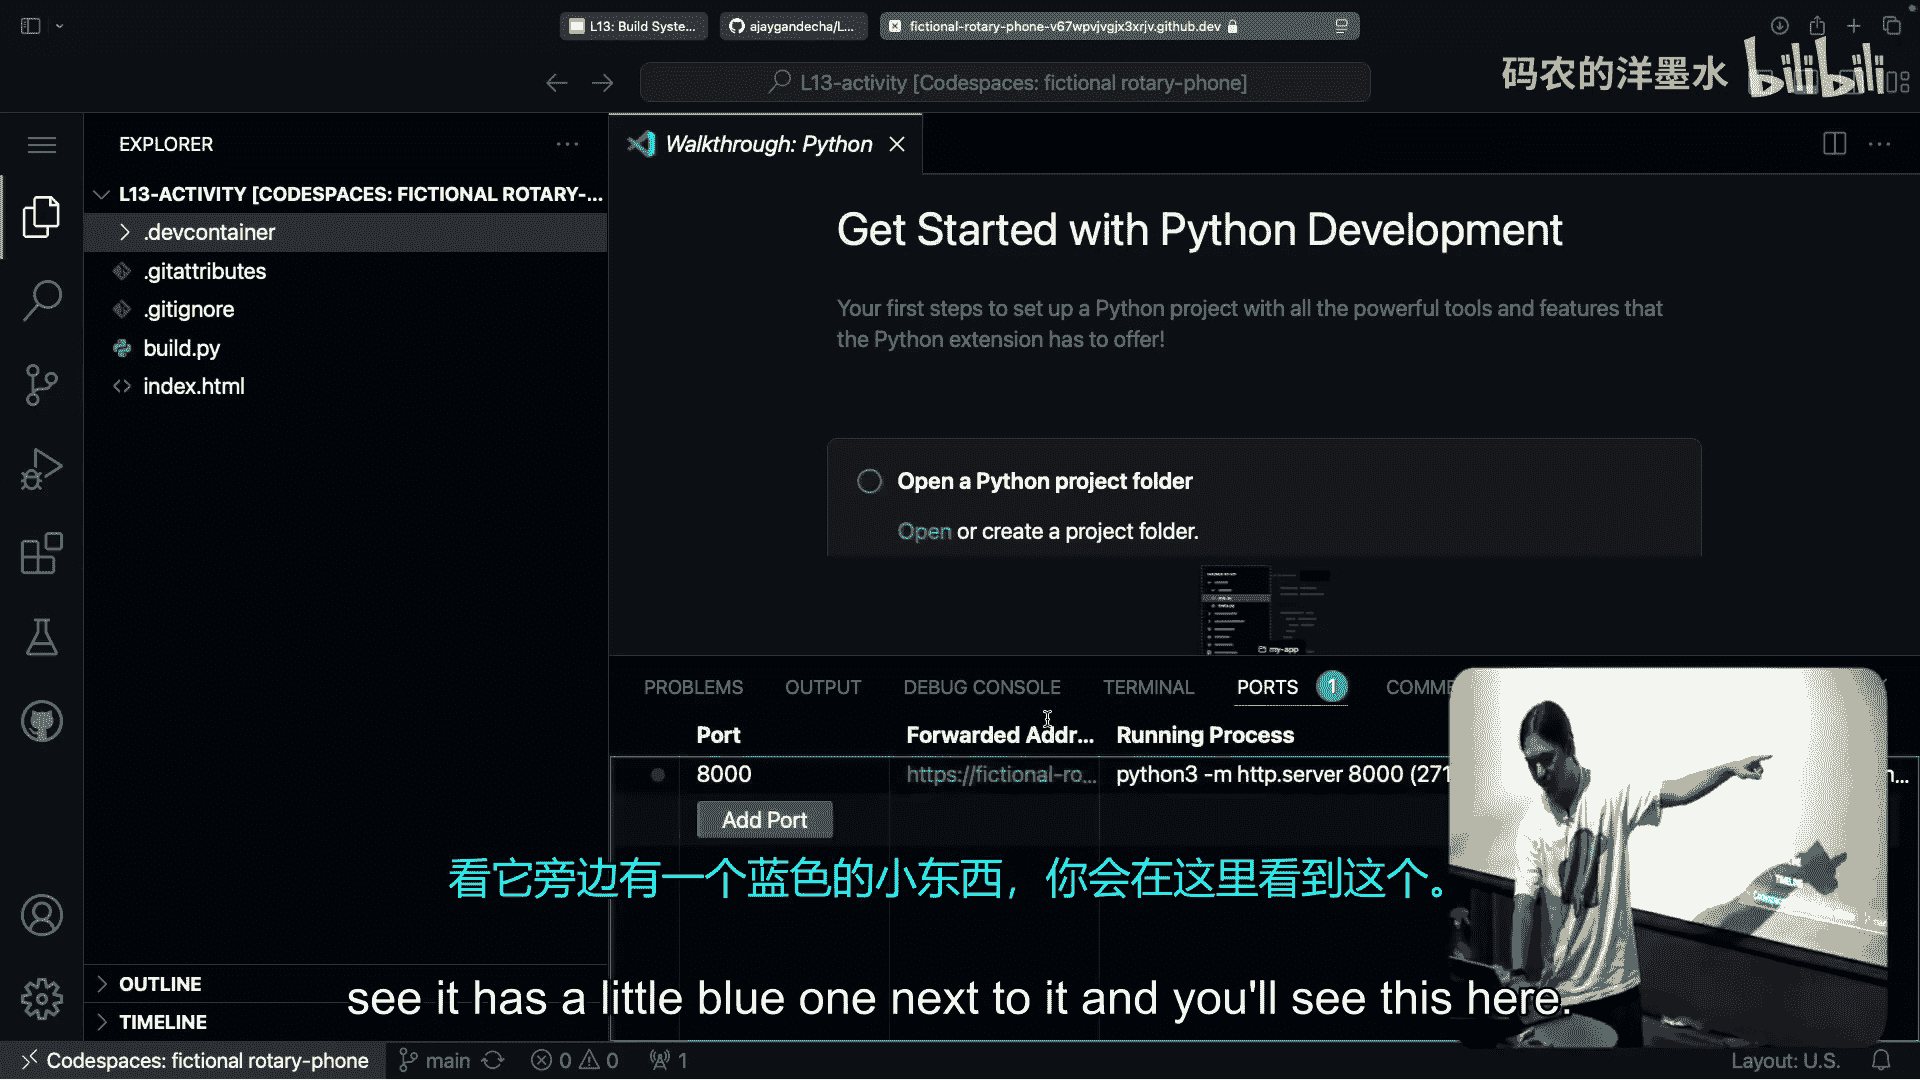 L13: Build Syste...
ajaygandecha/L...
fictional-rotary-phone-v67wpvjvgjx3xrjv.github.dev
L13-activity [Codespaces: fictional rotary-phone]
码农的洋墨水
bilibili
EXPLORER
Walkthrough: Python
L13-ACTIVITY [CODESPACES: FICTIONAL ROTARY-...
.devcontainer
.gitattributes
.gitignore
build.py
index.html
Get Started with Python Development
Your first steps to set up a Python project with all the powerful tools and features that
the Python extension has to offer!
Open a Python project folder
Open or create a project folder.
my-app
PROBLEMS
OUTPUT
DEBUG CONSOLE
TERMINAL
PORTS
1
COMME
Port
Forwarded Addr...
Running Process
8000
https://fictional-ro...
python3 -m http.server 8000 (271
Add Port
看它旁边有一个蓝色的小东西，你会在这里看到这个。
see it has a little blue one next to it and you'll see this here.
OUTLINE
TIMELINE
Codespaces: fictional rotary-phone
main
0
0
1
Layout: U.S.